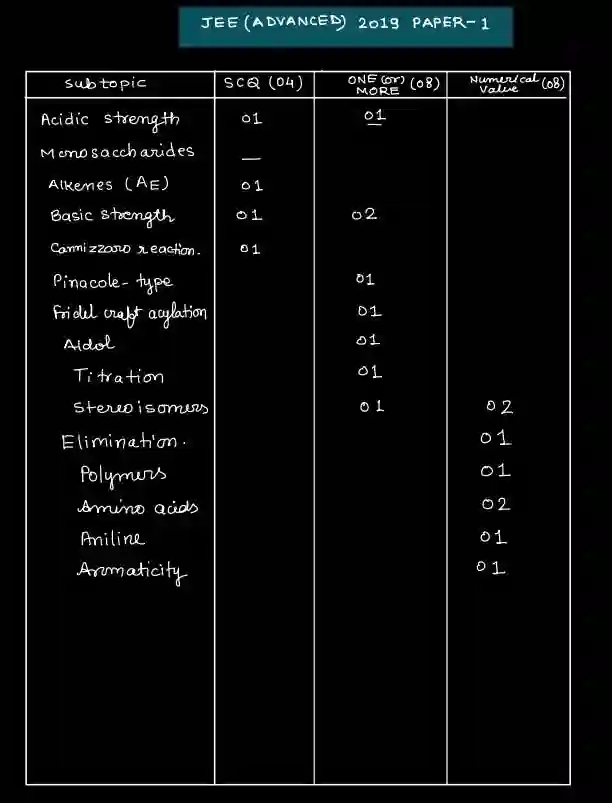 JEE (ADVANCED) 2019 PAPER-1
Subtopic SCQ (04) ONE (or) MORE (08) Numerical Value (08)
Acidic strength 01 01
Monosaccharides —
Alkenes (AE) 01
Basic strength 01 02
Cannizzaro reaction. 01
Pinacole-type 01
Fridel craft acylation 01
Aldol 01
Titration 01
Stereoisomers 01 02
Elimination. 01
Polymers 01
Amino acids 02
Aniline 01
Aromaticity 01